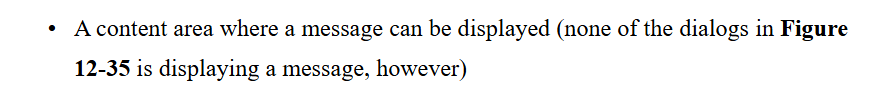 • A content area where a message can be displayed (none of the dialogs in Figure
12-35 is displaying a message, however)